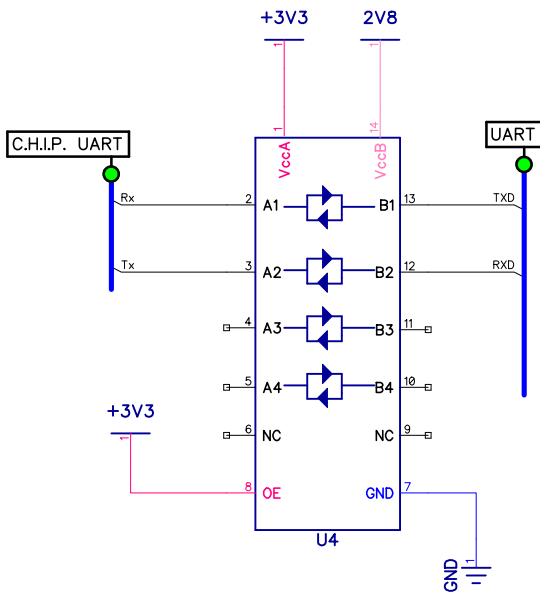 +3V3 2V8
1 1
C.H.I.P. UART UART
1 14
VccA VccB
Rx 2 A1 B1 13 TXD
Tx 3 A2 B2 12 RXD
4 A3 B3 11
5 A4 B4 10
+3V3
1
6 NC NC 9
8 OE GND 7
U4
1
GND